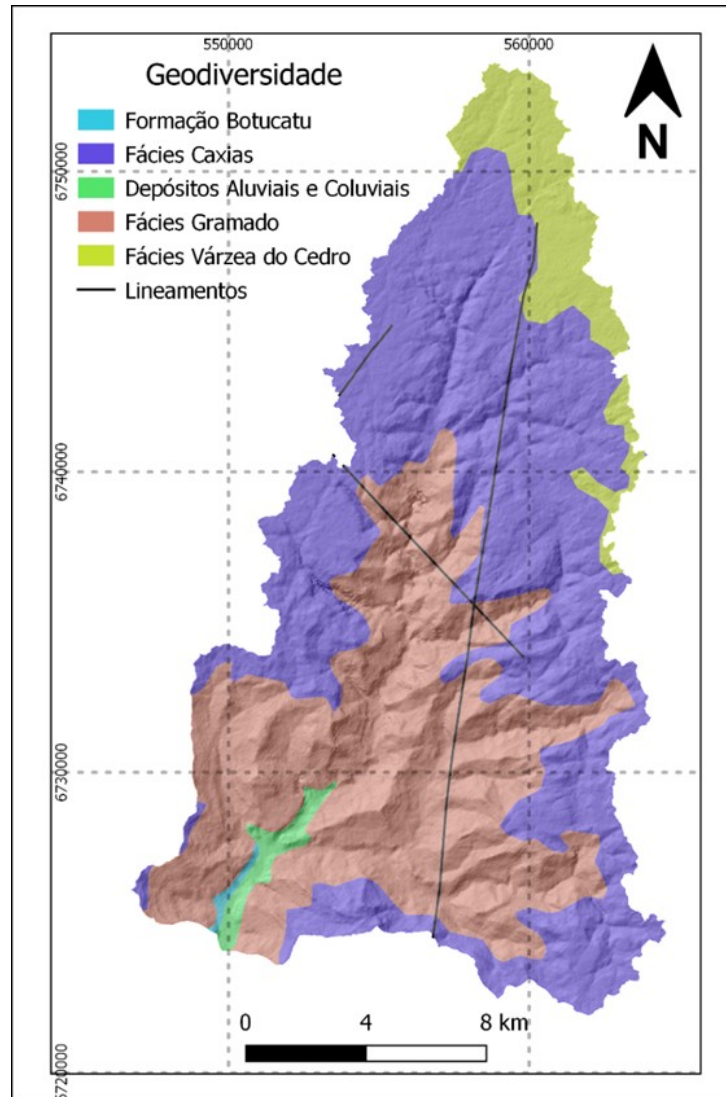 550000
560000
Geodiversidade
N
Formação Botucatu
Fácies Caxias
Depósitos Aluviais e Coluviais
Fácies Gramado
Fácies Várzea do Cedro
Lineamentos
6750000
6740000
6730000
6720000
0 4 8 km